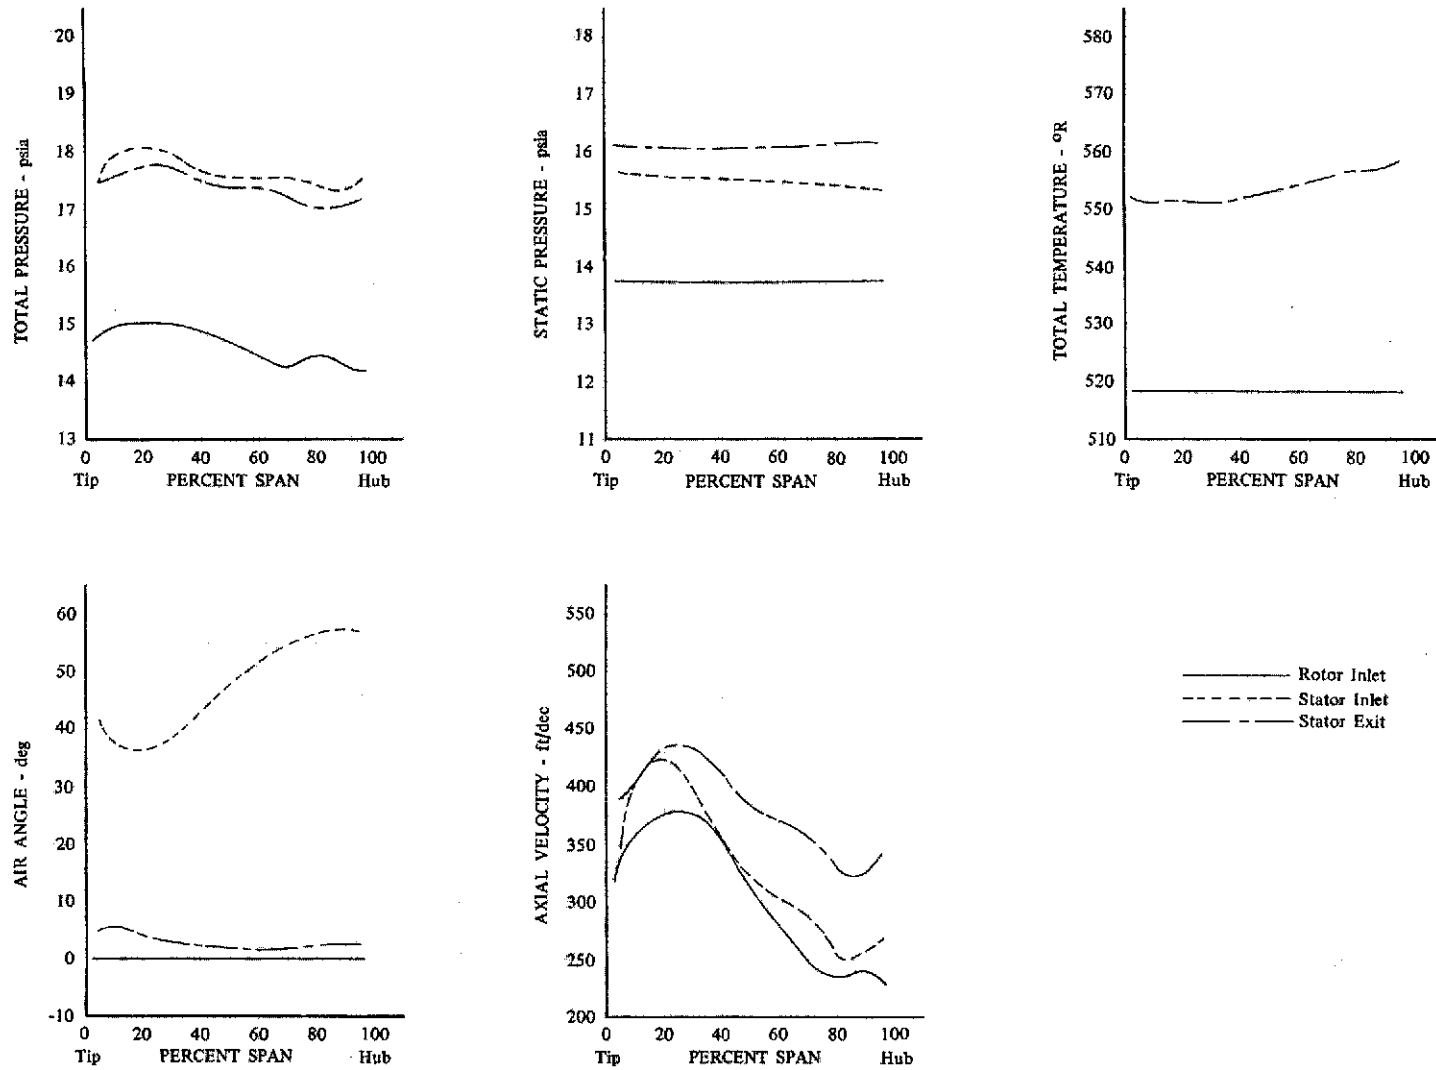 TOTAL PRESSURE - psia
20
19
18
17
16
15
14
13
0 20 40 60 80 100
Tip PERCENT SPAN Hub
STATIC PRESSURE - psia
18
17
16
15
14
13
12
11
0 20 40 60 80 100
Tip PERCENT SPAN Hub
TOTAL TEMPERATURE - ºR
580
570
560
550
540
530
520
510
0 20 40 60 80 100
Tip PERCENT SPAN Hub
AIR ANGLE - deg
60
50
40
30
20
10
0
-10
0 20 40 60 80 100
Tip PERCENT SPAN Hub
AXIAL VELOCITY - ft/dec
550
500
450
400
350
300
250
200
0 20 40 60 80 100
Tip PERCENT SPAN Hub
Rotor Inlet
Stator Inlet
Stator Exit